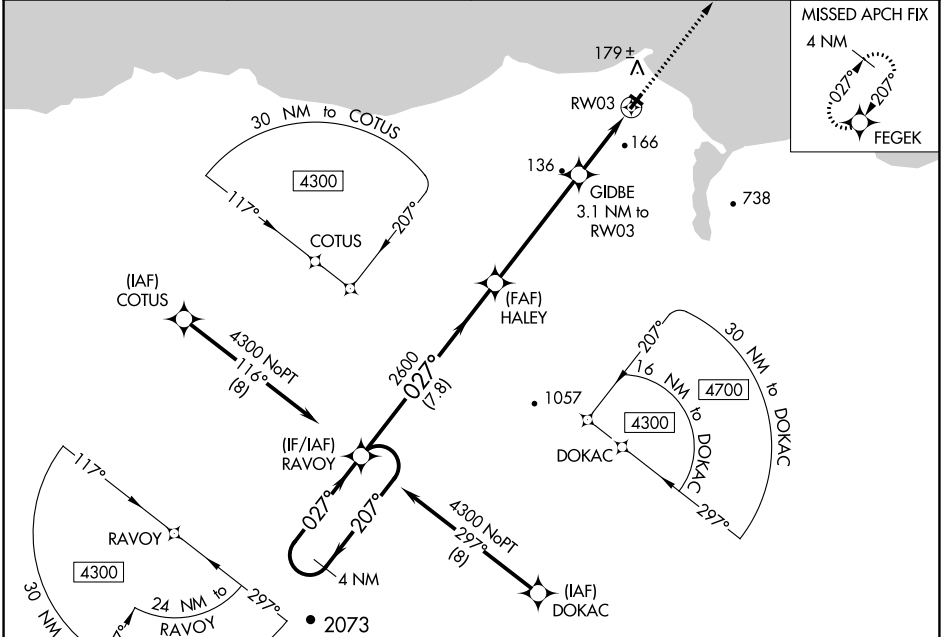 MISSED APCH FIX
4 NM
027°
207°
FEGEK
179 ±
RW03
166
136
GIDBE
3.1 NM to
RW03
738
30 NM to COTUS
4300
117°
207°
COTUS
(IAF)
COTUS
4300 NoPT
116°
(8)
(FAF)
HALEY
2600
027°
(7.8)
207°
30 NM to DOKAC
16 NM to DOKAC
4700
4300
1057
DOKAC
297°
(IF/IAF)
RAVOY
027°
207°
4 NM
4300 NoPT
297°
(8)
(IAF)
DOKAC
117°
RAVOY
4300
297°
24 NM to
RAVOY
30 NM
2073